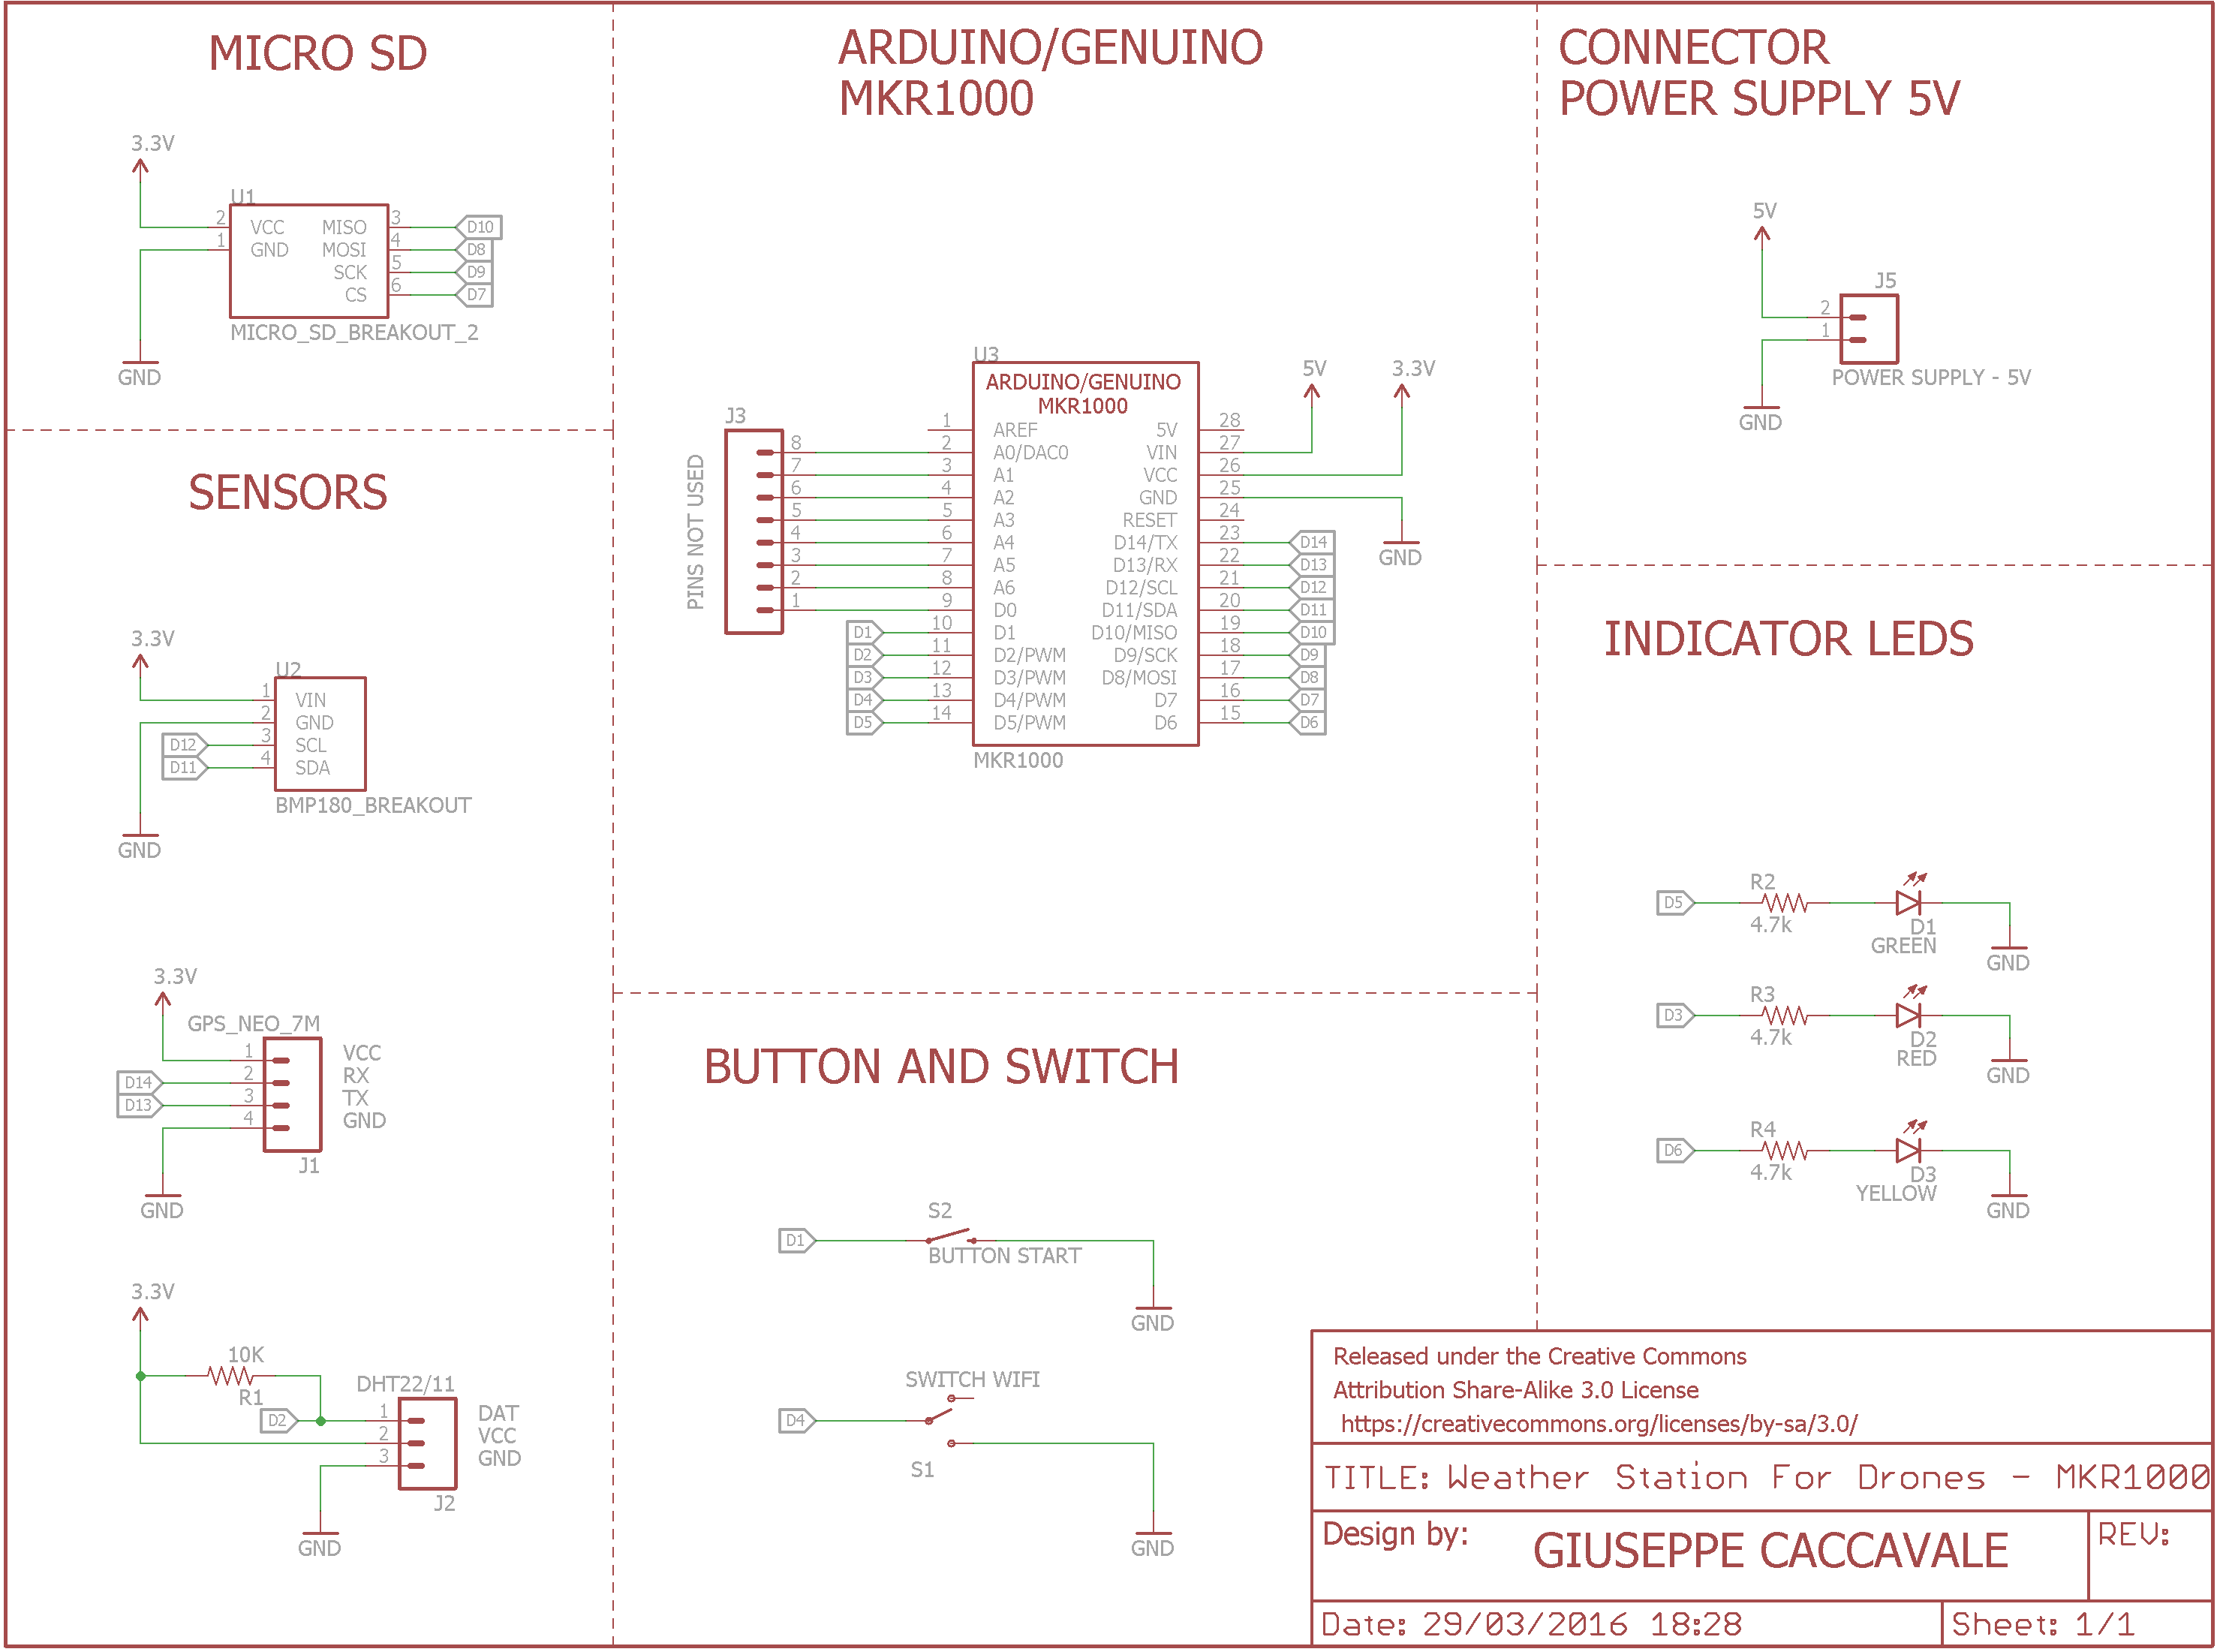 MICRO SD
3.3V
U1
2 VCC MISO 3 D10
1 GND MOSI 4 D8
SCK 5 D9
CS 6 D7
MICRO_SD_BREAKOUT_2
GND
SENSORS
3.3V
U2
1 VIN
2 GND
D12 3 SCL
D11 4 SDA
BMP180_BREAKOUT
GND
3.3V
GPS_NEO_7M
1 VCC
D14 2 RX
D13 3 TX
4 GND
J1
GND
3.3V
10K
R1
DHT22/11
D2 1 DAT
2 VCC
3 GND
J2
GND
ARDUINO/GENUINO
MKR1000
U3
ARDUINO/GENUINO
MKR1000
5V
3.3V
J3
PINS NOT USED
1 AREF 5V 28
8 2 A0/DAC0 VIN 27
7 3 A1 VCC 26
6 4 A2 GND 25
5 5 A3 RESET 24
4 6 A4 D14/TX 23 D14
3 7 A5 D13/RX 22 D13
2 8 A6 D12/SCL 21 D12
1 9 D0 D11/SDA 20 D11
D1 10 D1 D10/MISO 19 D10
D2 11 D2/PWM D9/SCK 18 D9
D3 12 D3/PWM D8/MOSI 17 D8
D4 13 D4/PWM D7 16 D7
D5 14 D5/PWM D6 15 D6
GND
MKR1000
BUTTON AND SWITCH
S2
D1
BUTTON START
GND
SWITCH WIFI
D4
S1
GND
CONNECTOR
POWER SUPPLY 5V
5V
J5
2
1
POWER SUPPLY - 5V
GND
INDICATOR LEDS
R2
D5
4.7k
D1
GREEN
GND
R3
D3
4.7k
D2
RED
GND
R4
D6
4.7k
D3
YELLOW
GND
Released under the Creative Commons
Attribution Share-Alike 3.0 License
https://creativecommons.org/licenses/by-sa/3.0/
TITLE: Weather Station For Drones - MKR1000
Design by: GIUSEPPE CACCAVALE
REV:
Date: 29/03/2016 18:28
Sheet: 1/1